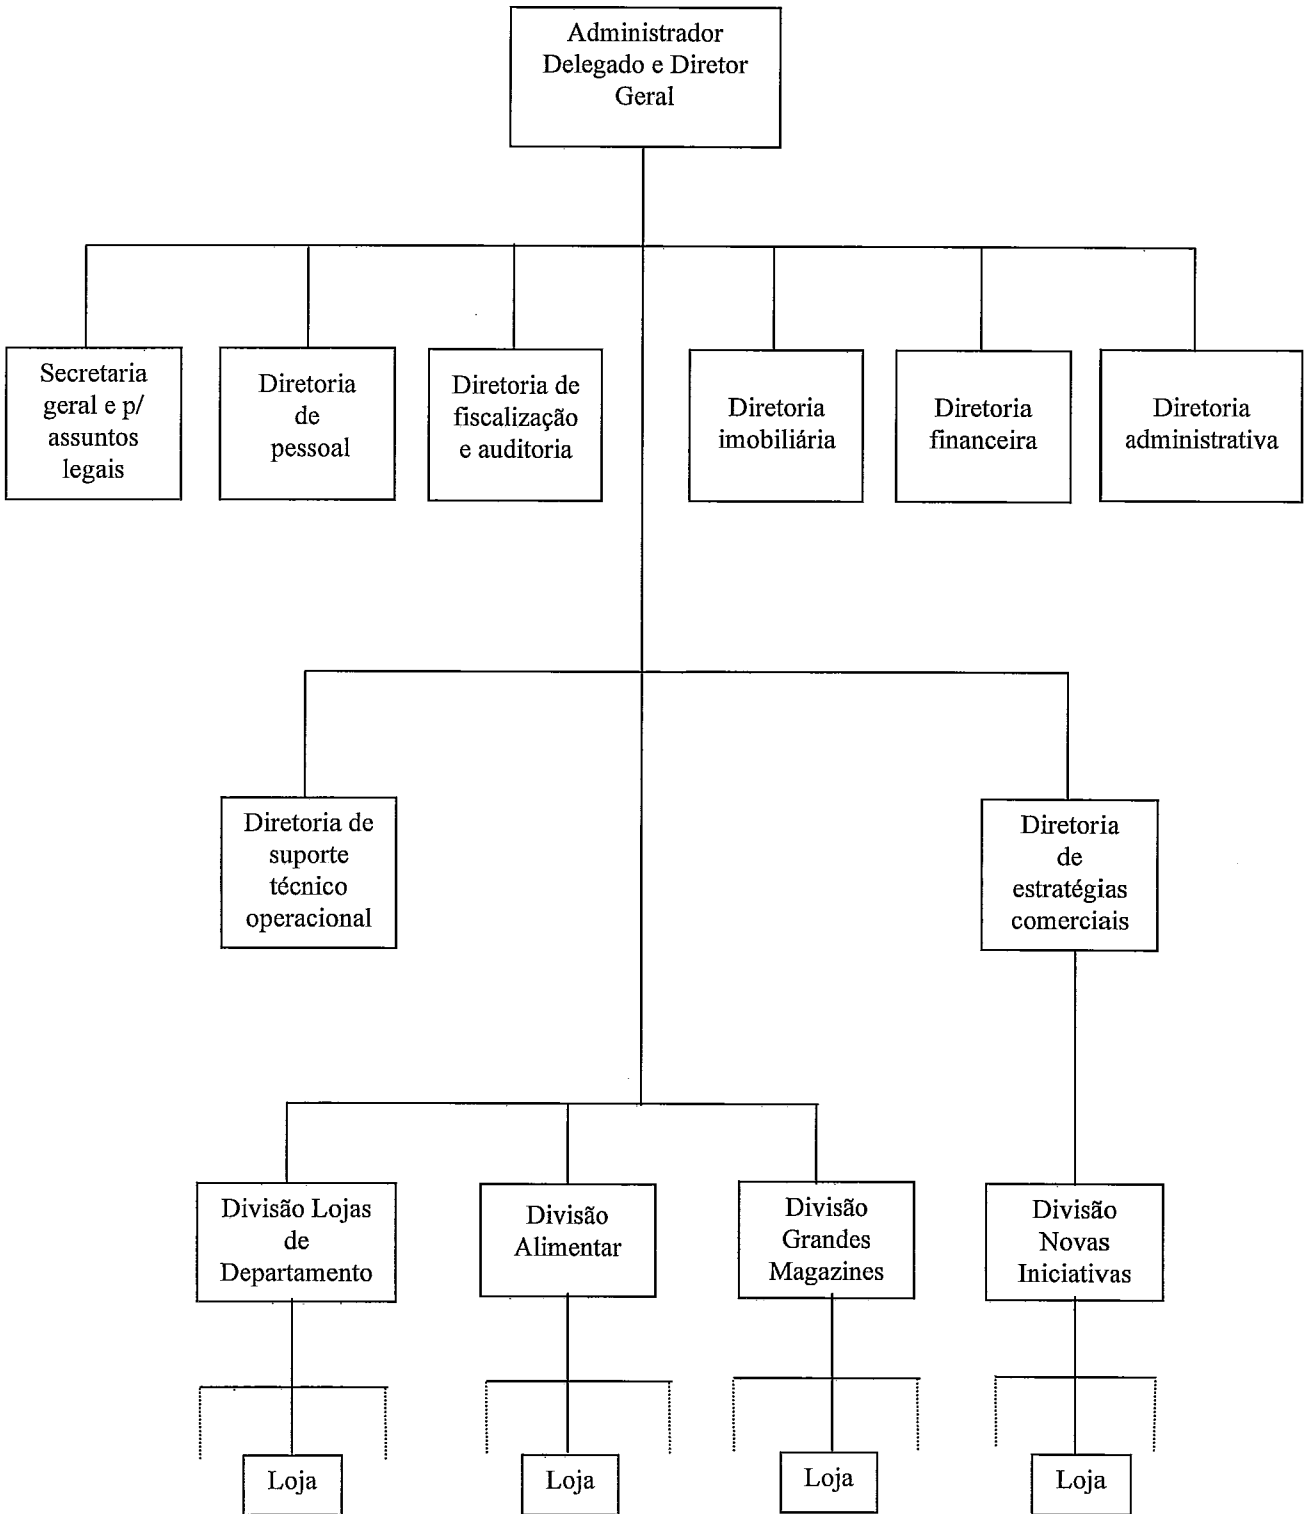 Administrador
Delegado e Diretor
Geral
Secretaria
geral e p/
assuntos
legais
Diretoria
de
pessoal
Diretoria de
fiscalização
e auditoria
Diretoria
imobiliária
Diretoria
financeira
Diretoria
administrativa
Diretoria de
suporte
técnico
operacional
Diretoria
de
estratégias
comerciais
Divisão Lojas
de
Departamento
Divisão
Alimentar
Divisão
Grandes
Magazines
Divisão
Novas
Iniciativas
Loja
Loja
Loja
Loja